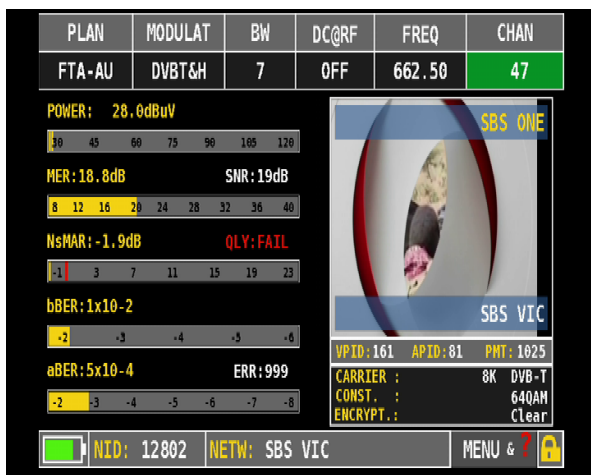 PLAN MODULAT BW DC@RF FREQ CHAN
FTA-AU DVBT&H 7 OFF 662.50 47
POWER: 28.0dBuV
30 45 60 75 90 105 120
MER:18.8dB SNR:19dB
8 12 16 20 24 28 32 36 40
NsMAR:-1.9dB QLY:FAIL
-1 3 7 11 15 19 23
bBER:1x10-2
-2 -3 -4 -5 -6
aBER:5x10-4 ERR:999
-2 -3 -4 -5 -6 -7 -8
SBS ONE
SBS VIC
VPID:161 APID:81 PMT:1025
CARRIER : 8K DVB-T
CONST. : 64QAM
ENCRYPT.: Clear
NID: 12802 NETW: SBS VIC MENU & ?